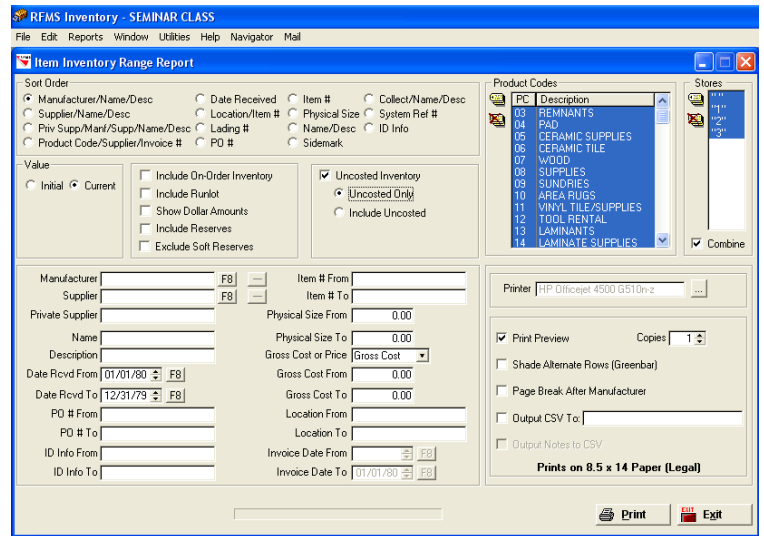 RFMS Inventory - SEMINAR CLASS
File Edit Reports Window Utilities Help Navigator Mail
Item Inventory Range Report
Sort Order
Manufacturer/Name/Desc Date Received Item # Collect/Name/Desc
Supplier/Name/Desc Location/Item # Physical Size System Ref #
Priv Supp/Manf/Supp/Name/Desc Lading # Name/Desc ID Info
Product Code/Supplier/Invoice # PO # Sidemark
Product Codes
PC Description
03 REMNANTS
04 PAD
05 CERAMIC SUPPLIES
06 CERAMIC TILE
07 WOOD
08 SUPPLIES
09 SUNDRIES
10 AREA RUGS
11 VINYL TILE/SUPPLIES
12 TOOL RENTAL
13 LAMINANTS
14 LAMINATE SUPPLIES
Stores
" "
"1"
"2"
"3"
Combine
Value
Initial Current
Include On-Order Inventory
Include Runlot
Show Dollar Amounts
Include Reserves
Exclude Soft Reserves
Uncosted Inventory
Uncosted Only
Include Uncosted
Manufacturer F8 — Item # From
Supplier F8 — Item # To
Private Supplier Physical Size From 0.00
Name Physical Size To 0.00
Description Gross Cost or Price Gross Cost
Date Rcvd From 01/01/80 F8 Gross Cost From 0.00
Date Rcvd To 12/31/79 F8 Gross Cost To 0.00
PO # From Location From
PO # To Location To
ID Info From Invoice Date From F8
ID Info To Invoice Date To 01/01/80 F8
Printer HP Officejet 4500 G510n-z ...
Print Preview Copies 1
Shade Alternate Rows (Greenbar)
Page Break After Manufacturer
Output CSV To:
Output Notes to CSV
Prints on 8.5 x 14 Paper (Legal)
Print EXIT Exit